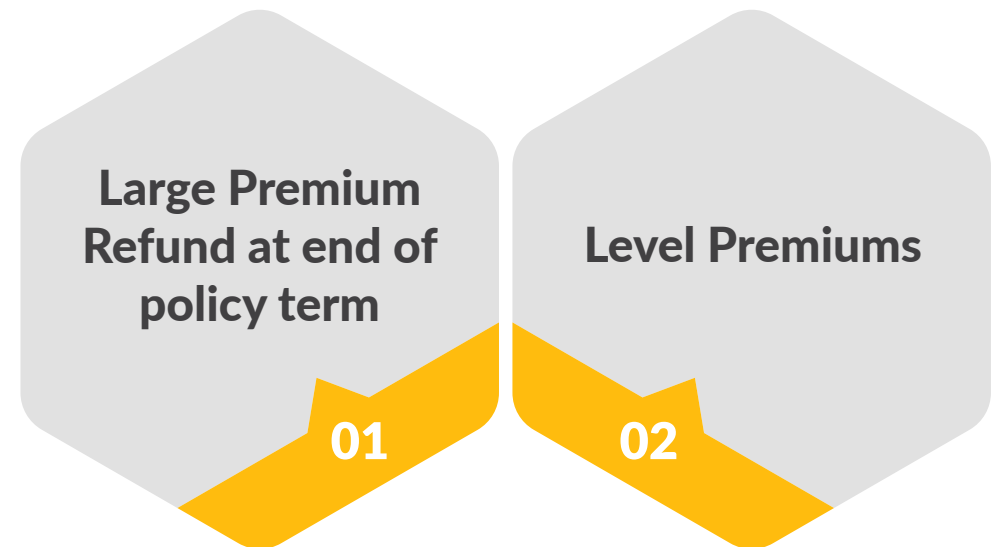 Large Premium
Refund at end of
policy term
01
Level Premiums
02